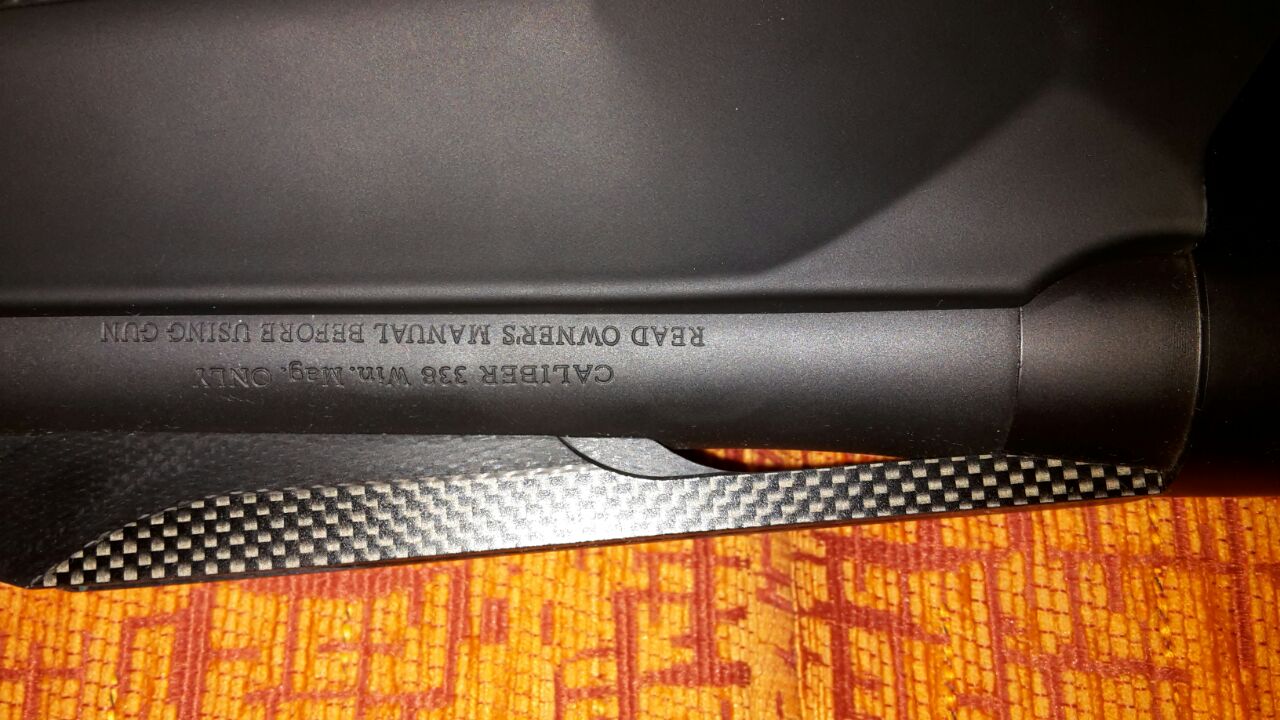 CALIBER 338 Win. Mag. ONLY
READ OWNER'S MANUAL BEFORE USING GUN